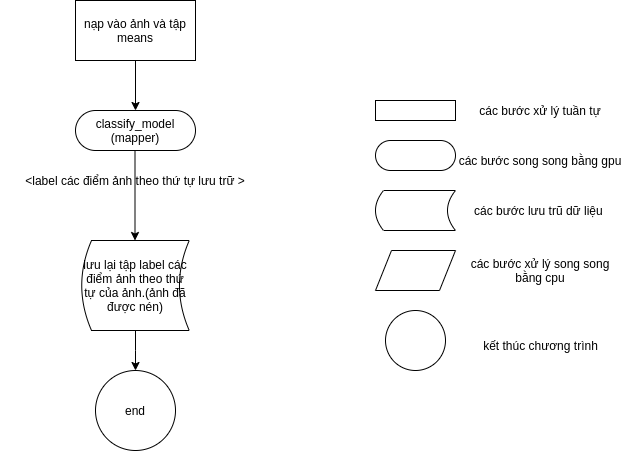 nạp vào ảnh và tập
means
classify_model
(mapper)
<label các điểm ảnh theo thứ tự lưu trữ >
lưu lại tập label các
điểm ảnh theo thứ
tự của ảnh.(ảnh đã
được nén)
end
các bước xử lý tuần tự
các bước song song bằng gpu
các bước lưu trũ dữ liệu
các bước xử lý song song
bằng cpu
kết thúc chương trình